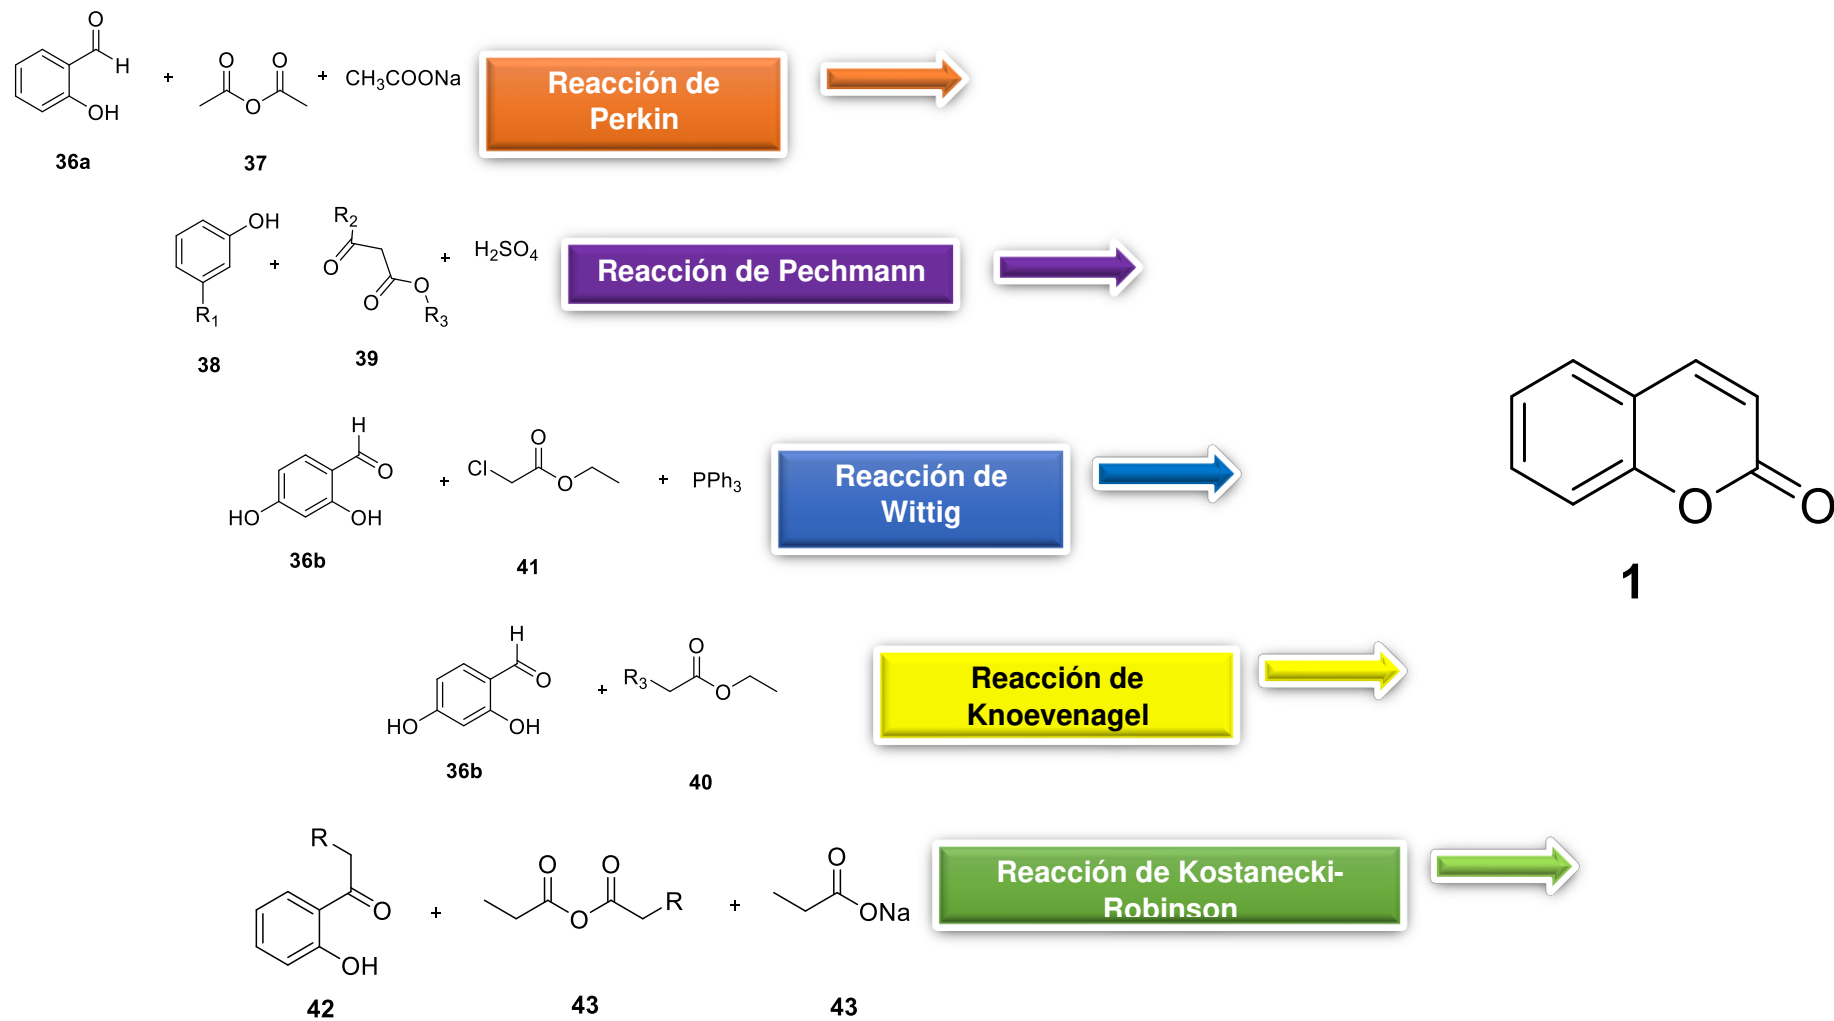 O
H
OH
+
O O
O
+
CH₃COONa
Reacción de
Perkin
36a
37
OH
R₁
+
R₂
O
O
O
R₃
+
H₂SO₄
Reacción de Pechmann
38
39
H
O
HO
OH
+
Cl
O
O
+
PPh₃
Reacción de
Wittig
36b
41
O
O
1
H
O
HO
OH
+
R₃
O
O
Reacción de
Knoevenagel
36b
40
R
O
OH
+
O O
O
R
+
O
ONa
Reacción de Kostanecki-
Robinson
42
43
43